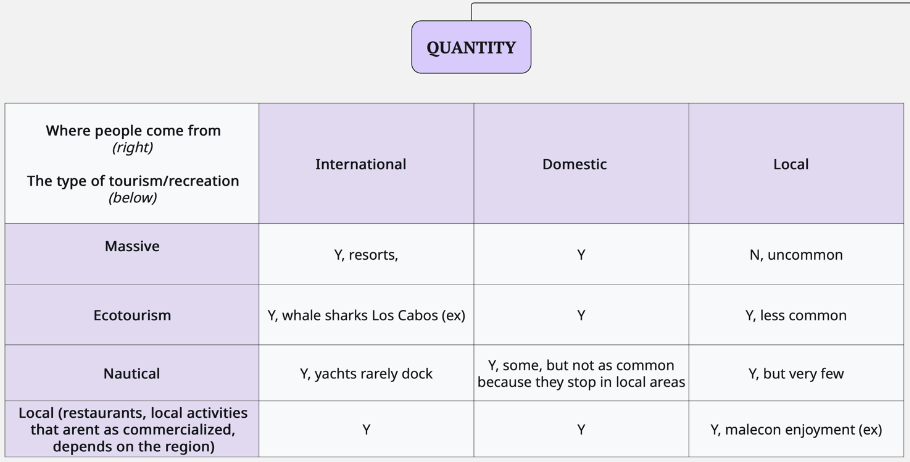 QUANTITY
Where people come from
(right)
The type of tourism/recreation
(below)
International
Domestic
Local
Massive
Y, resorts,
Y
N, uncommon
Ecotourism
Y, whale sharks Los Cabos (ex)
Y
Y, less common
Nautical
Y, yachts rarely dock
Y, some, but not as common
because they stop in local areas
Y, but very few
Local (restaurants, local activities
that arent as commercialized,
depends on the region)
Y
Y
Y, malecon enjoyment (ex)